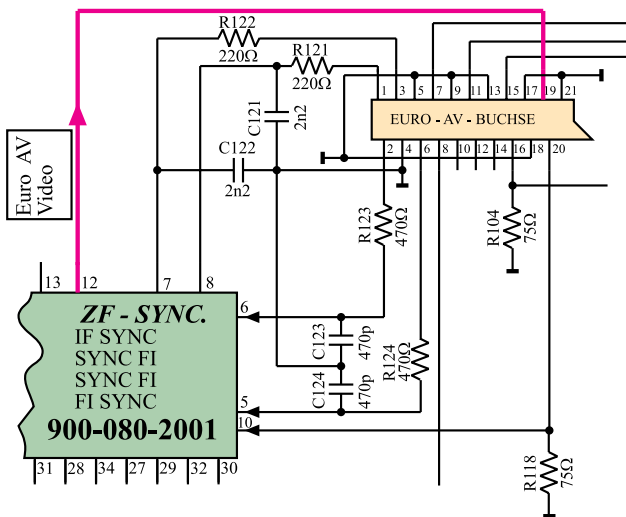 R122
220Ω
R121
220Ω
C121
2n2
C122
2n2
1 3 5 7 9 11 13 15 17 19 21
EURO - AV - BUCHSE
2 4 6 8 10 12 14 16 18 20
Euro AV
Video
R123
470Ω
R104
75Ω
13 12 7 8
ZF - SYNC.
IF SYNC
SYNC FI
SYNC FI
FI SYNC
900-080-2001
6
5
10
C123
470p
C124
470p
R124
470Ω
R118
75Ω
31 28 34 27 29 32 30